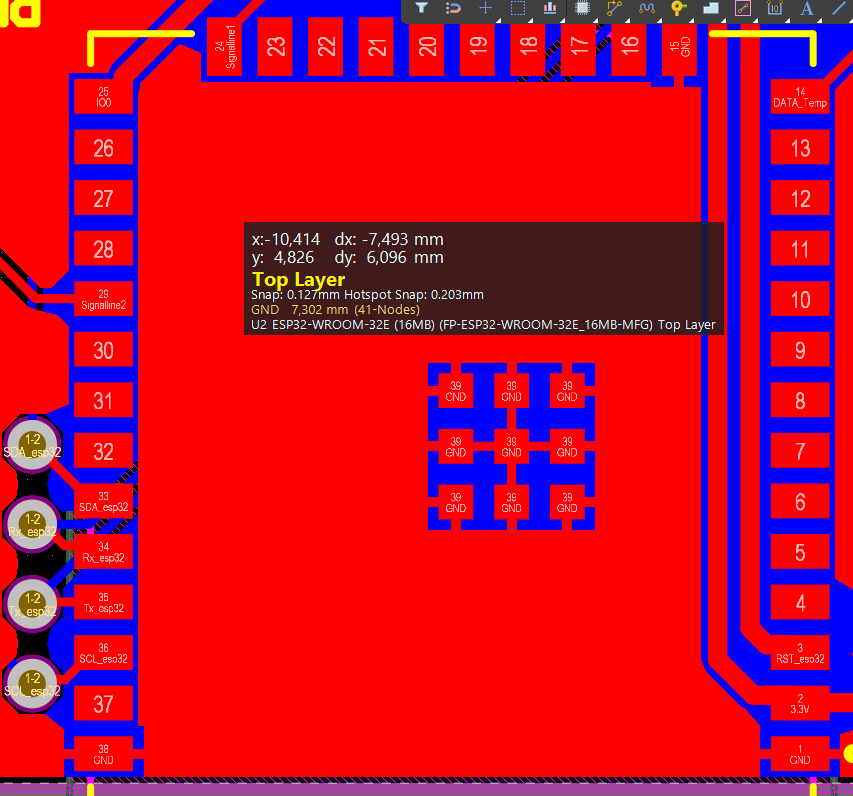 24
Signalline1
23
22
21
20
19
18
17
16
15
GND
25
IO0
14
DATA_Temp
26
13
27
12
28
11
29
Signalline2
10
x:-10,414 dx: -7,493 mm
y: 4,826 dy: 6,096 mm
Top Layer
Snap: 0.127mm Hotspot Snap: 0.203mm
GND 7,302 mm (41-Nodes)
U2 ESP32-WROOM-32E (16MB) (FP-ESP32-WROOM-32E_16MB-MFG) Top Layer
30
9
31
8
39
GND
39
GND
39
GND
32
7
1-2
SDA_esp32
39
GND
39
GND
39
GND
33
SDA_esp32
6
39
GND
39
GND
39
GND
1-2
Rx_esp32
34
Rx_esp32
5
1-2
Tx_esp32
35
Tx_esp32
4
36
SCL_esp32
3
RST_esp32
1-2
SCL_esp32
37
2
3.3V
38
GND
1
GND